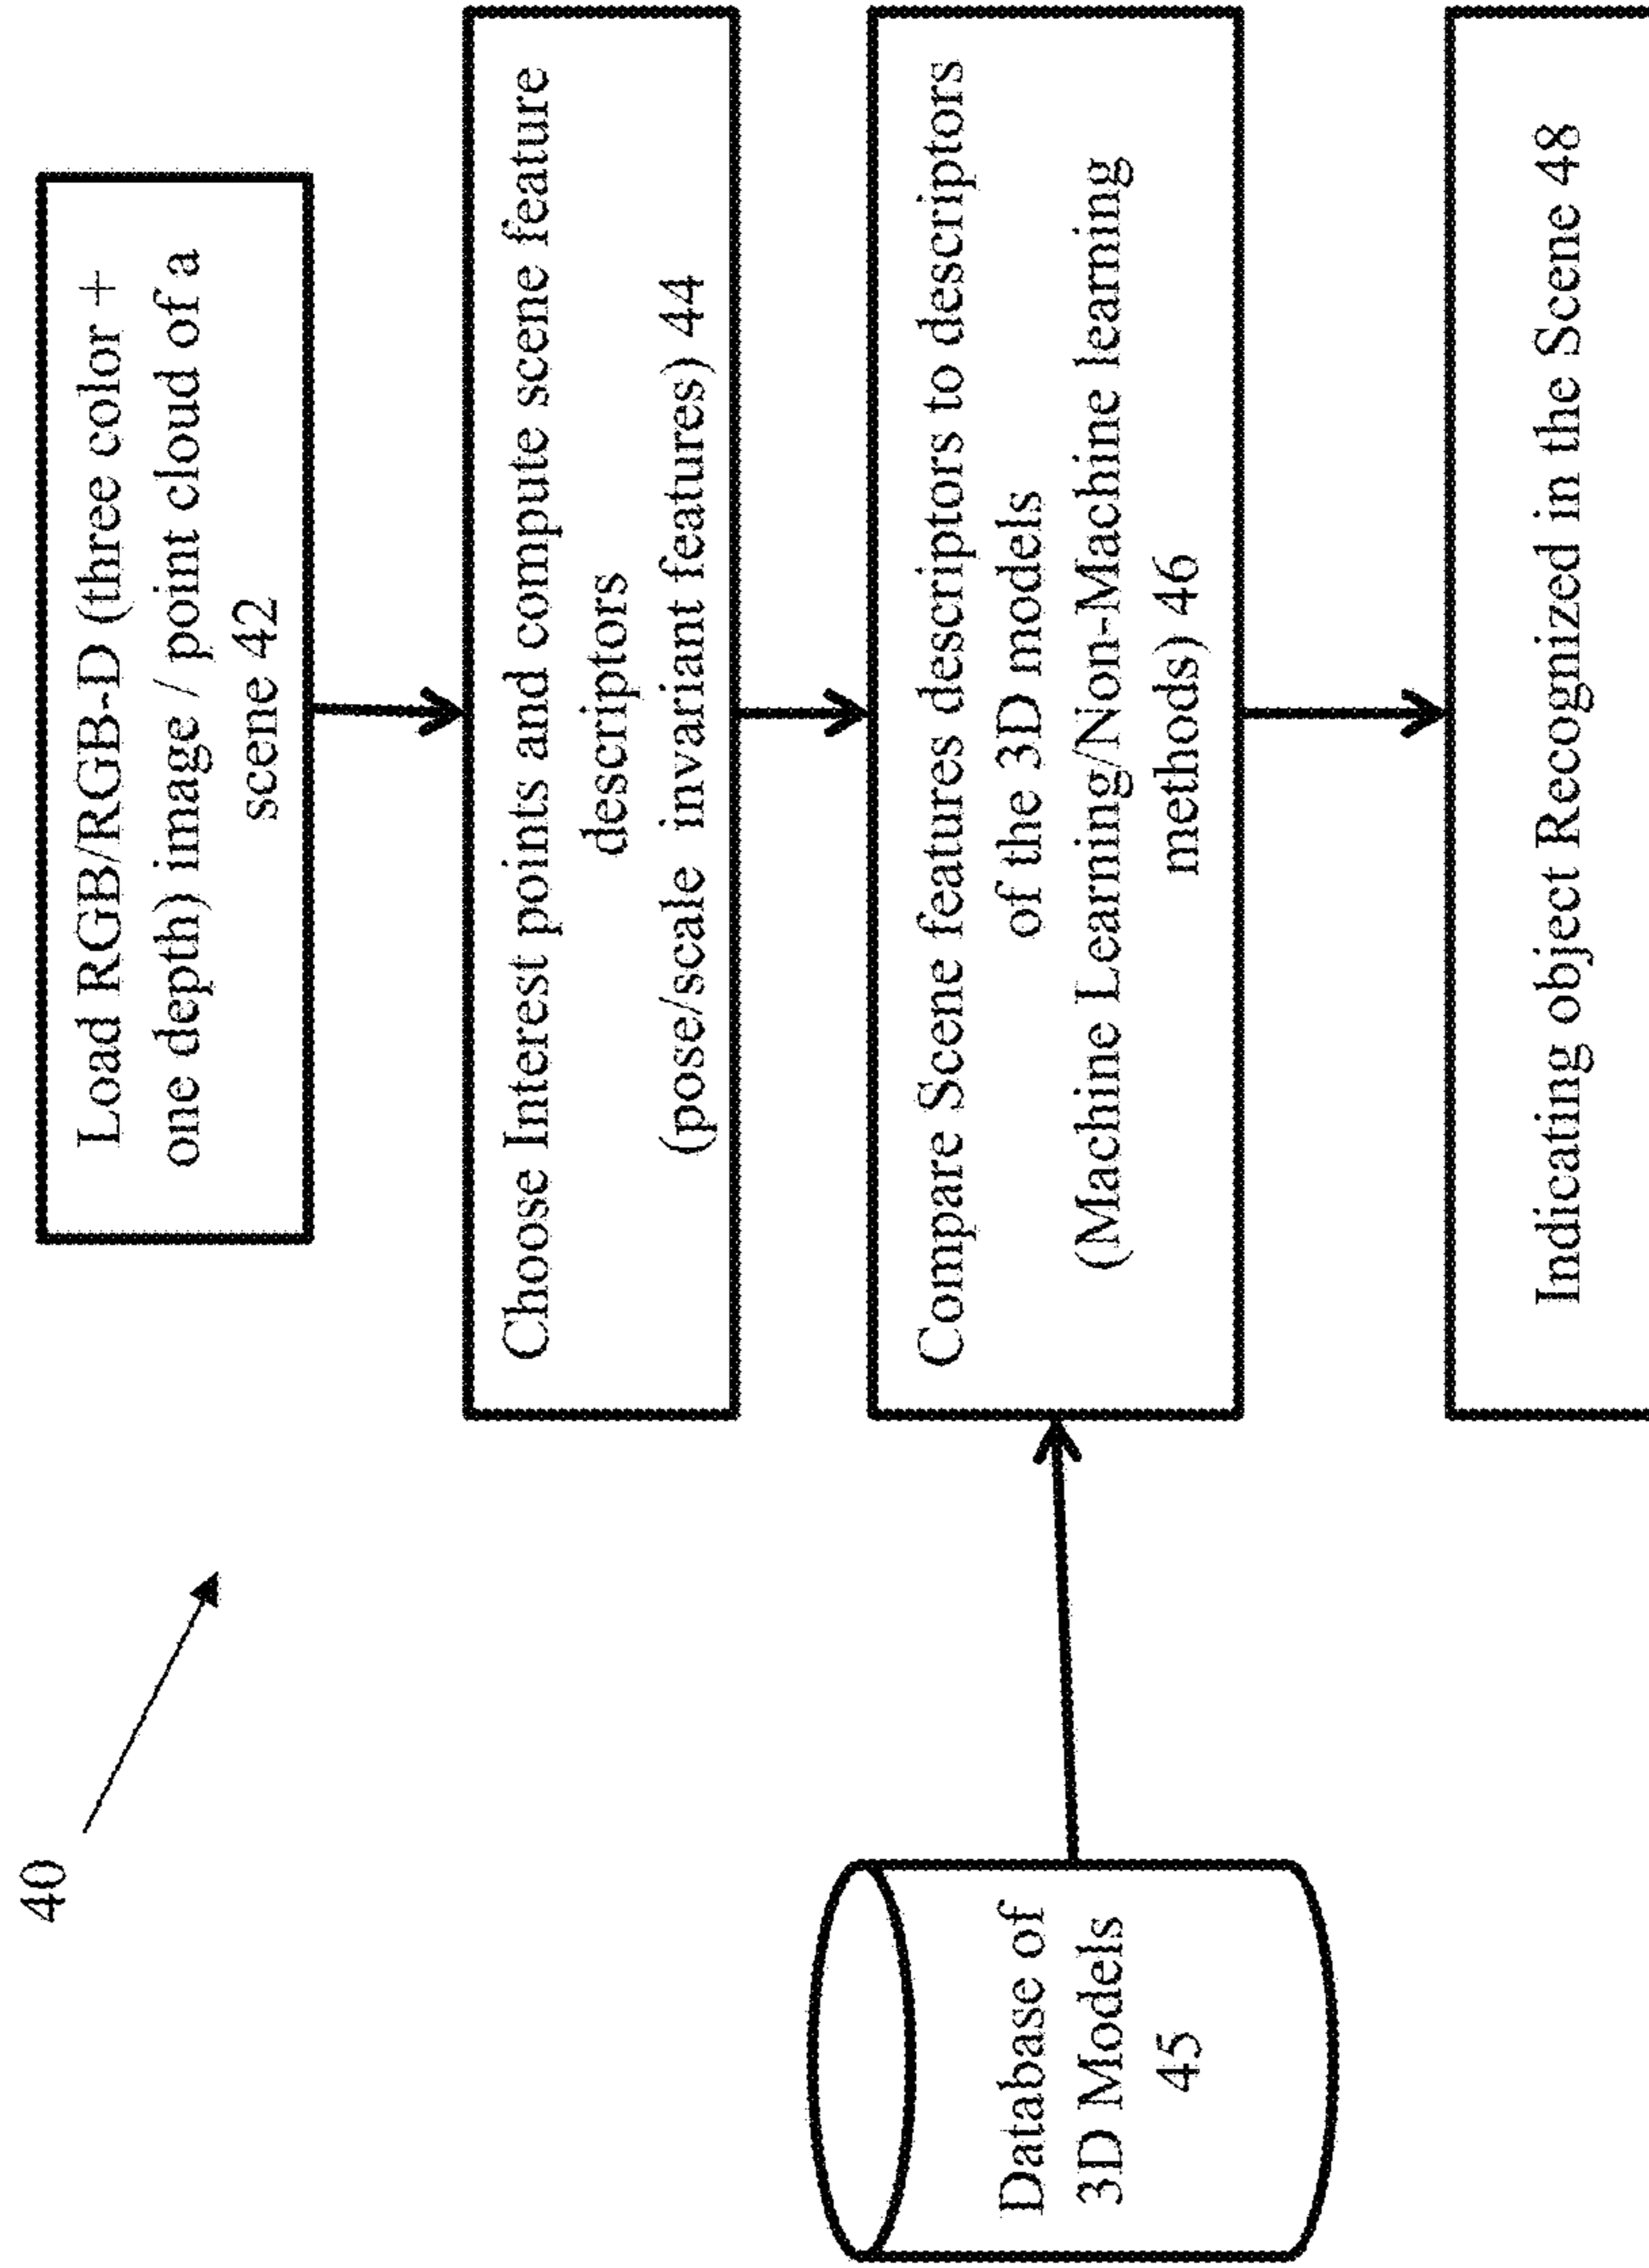 40
Load RGB/RGB-D (three color +
one depth) image / point cloud of a
scene 42
Choose Interest points and compute scene feature
descriptors
(pose/scale invariant features) 44
Compare Scene features descriptors to descriptors
of the 3D models
(Machine Learning/Non-Machine learning
methods) 46
Database of
3D Models
45
Indicating object Recognized in the Scene 48